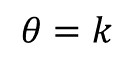 θ = k